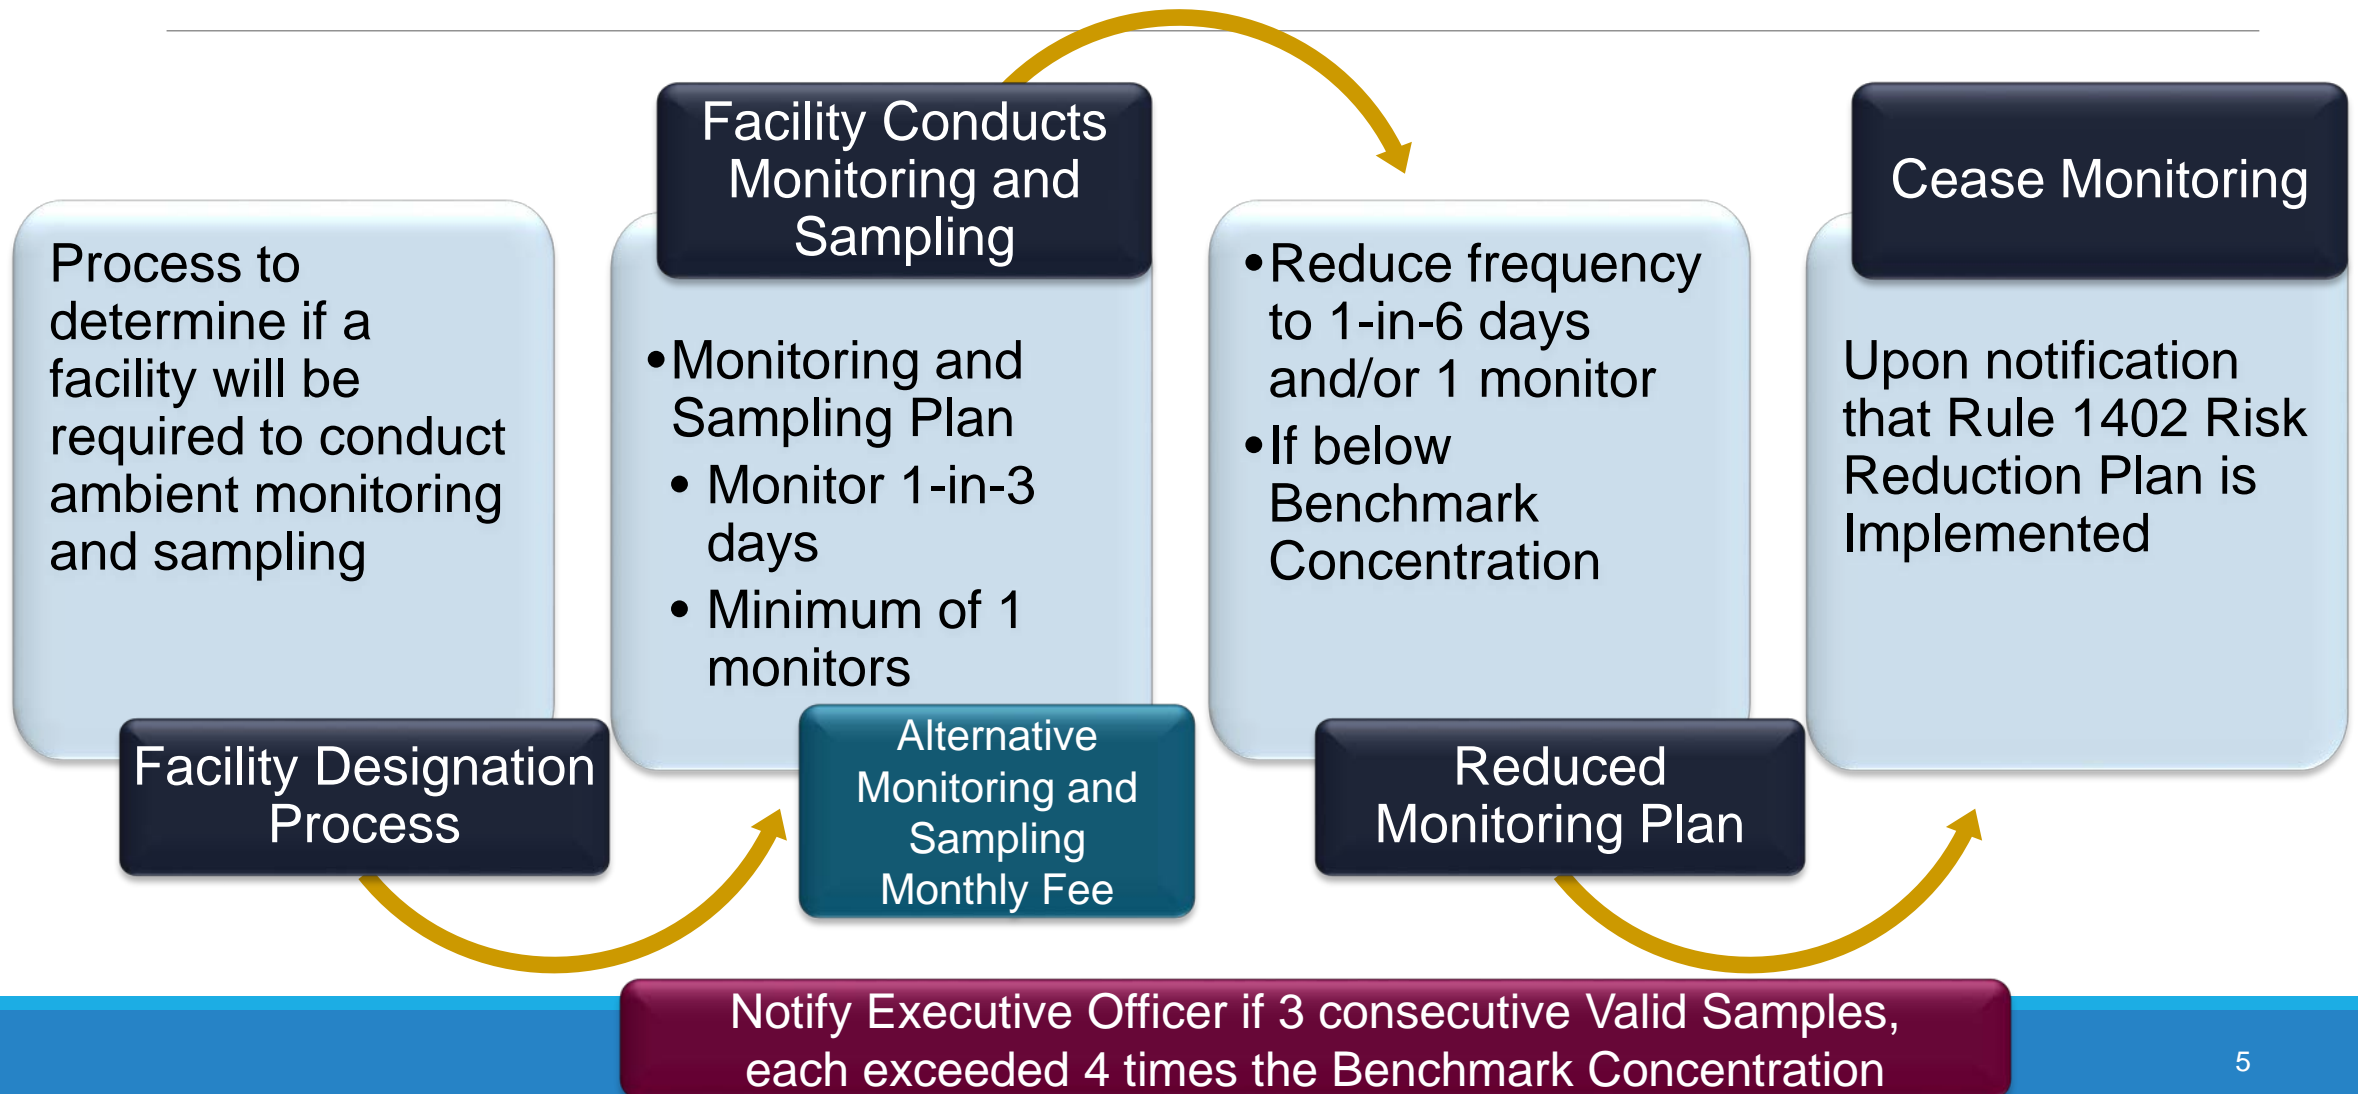 Process to
determine if a
facility will be
required to conduct
ambient monitoring
and sampling
Facility Designation
Process
Facility Conducts
Monitoring and
Sampling
•Monitoring and
Sampling Plan
• Monitor 1-in-3
days
• Minimum of 1
monitors
Alternative
Monitoring and
Sampling
Monthly Fee
•Reduce frequency
to 1-in-6 days
and/or 1 monitor
•If below
Benchmark
Concentration
Reduced
Monitoring Plan
Cease Monitoring
Upon notification
that Rule 1402 Risk
Reduction Plan is
Implemented
Notify Executive Officer if 3 consecutive Valid Samples,
each exceeded 4 times the Benchmark Concentration
5